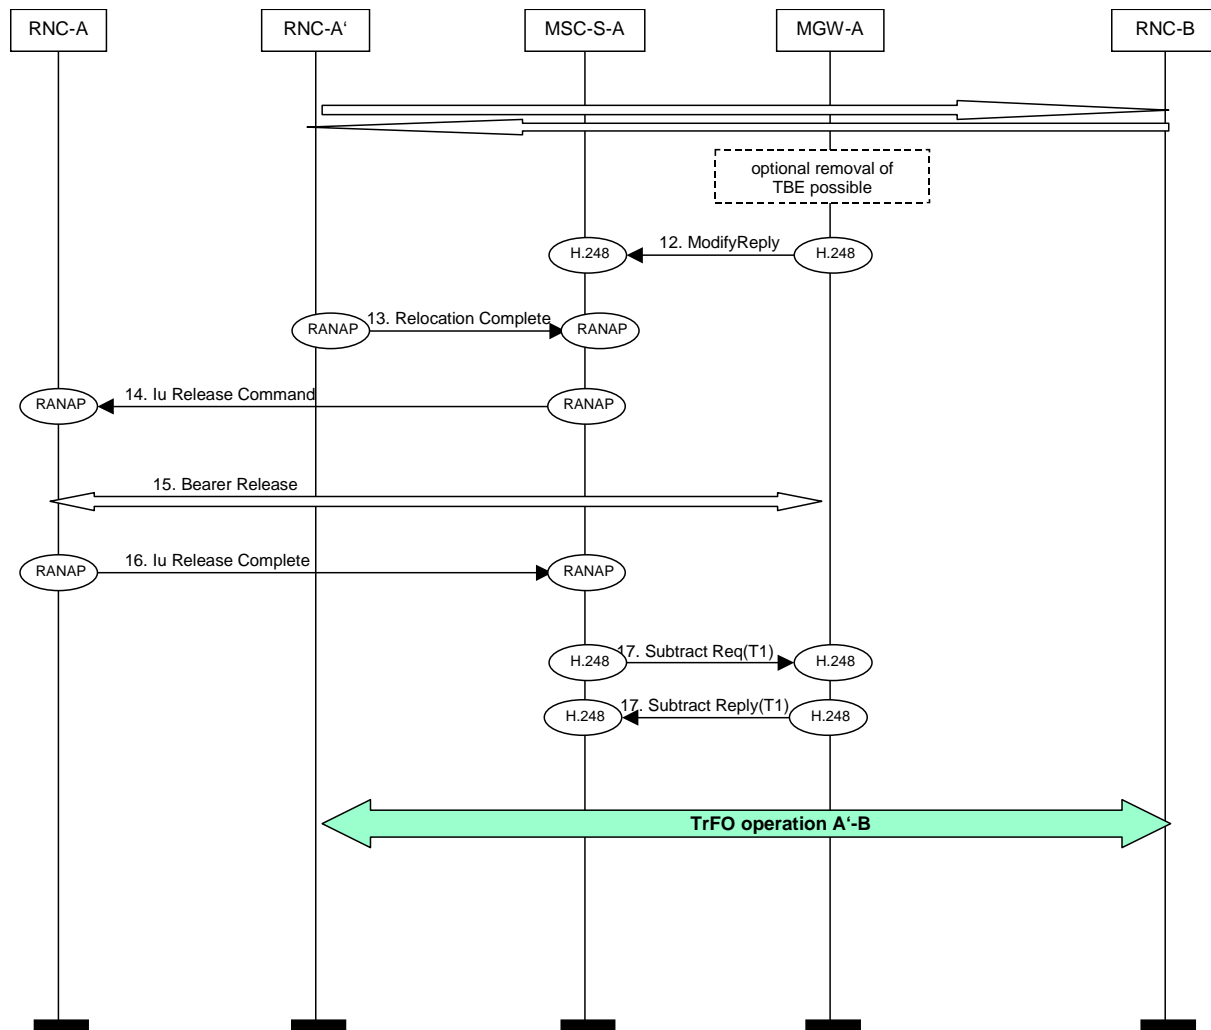 RNC-A
RNC-A‘
MSC-S-A
MGW-A
RNC-B
optional removal of
TBE possible
H.248
12. ModifyReply
H.248
RANAP
13. Relocation Complete
RANAP
RANAP
14. Iu Release Command
RANAP
15. Bearer Release
RANAP
16. Iu Release Complete
RANAP
H.248
17. Subtract Req(T1)
H.248
H.248
17. Subtract Reply(T1)
H.248
TrFO operation A‘-B